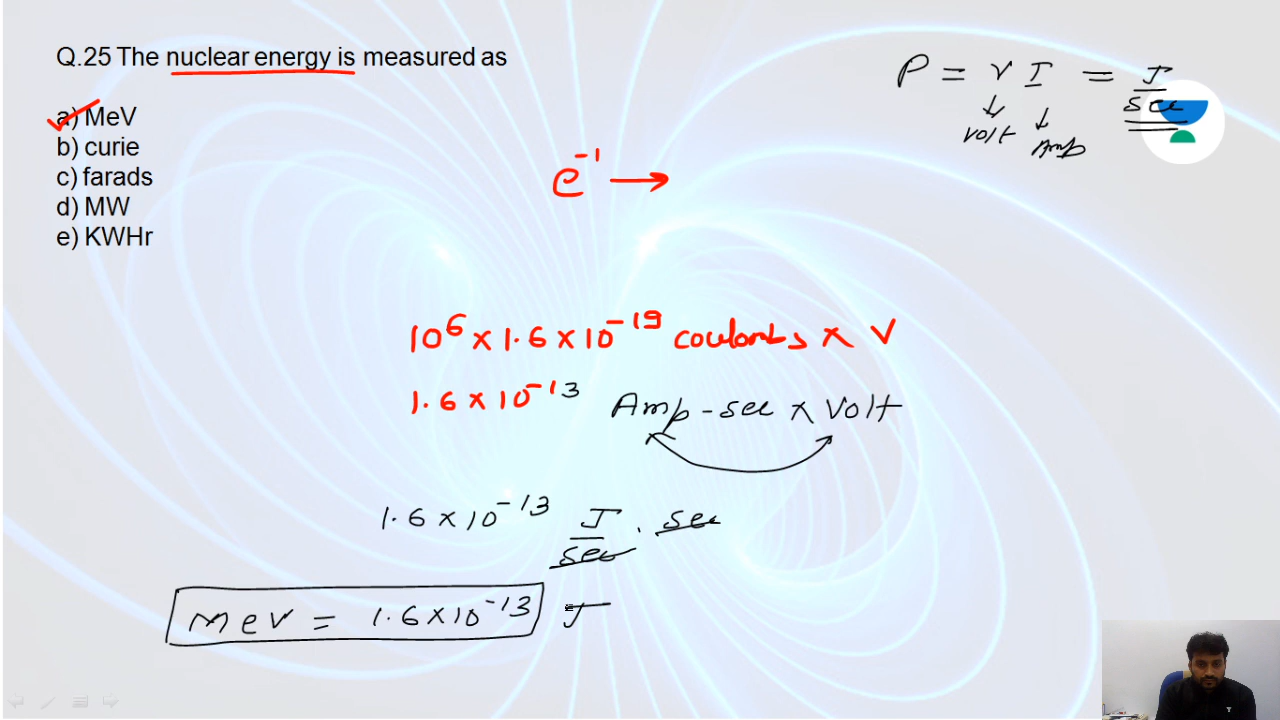 Q.25 The nuclear energy is measured as
a) MeV
b) curie
c) farads
d) MW
e) KWHr
P = V I = J/sec
volt Amp
e⁻¹ →
10⁶ x 1.6 x 10⁻¹⁹ coulombs x V
1.6 x 10⁻¹³ Amp - sec x Volt
1.6 x 10⁻¹³ J/sec . sec
MeV = 1.6 x 10⁻¹³ J